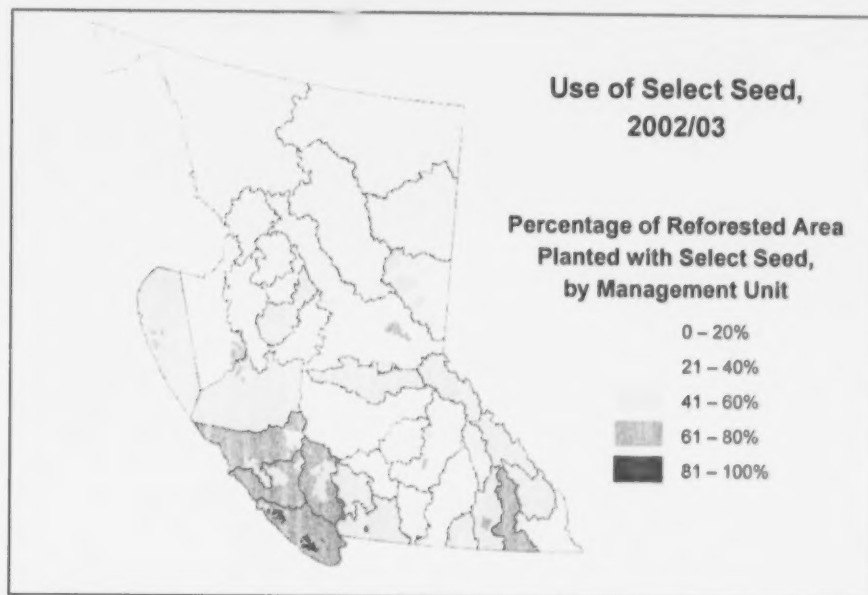 Use of Select Seed,
2002/03
Percentage of Reforested Area
Planted with Select Seed,
by Management Unit
0 – 20%
21 – 40%
41 – 60%
61 – 80%
81 – 100%